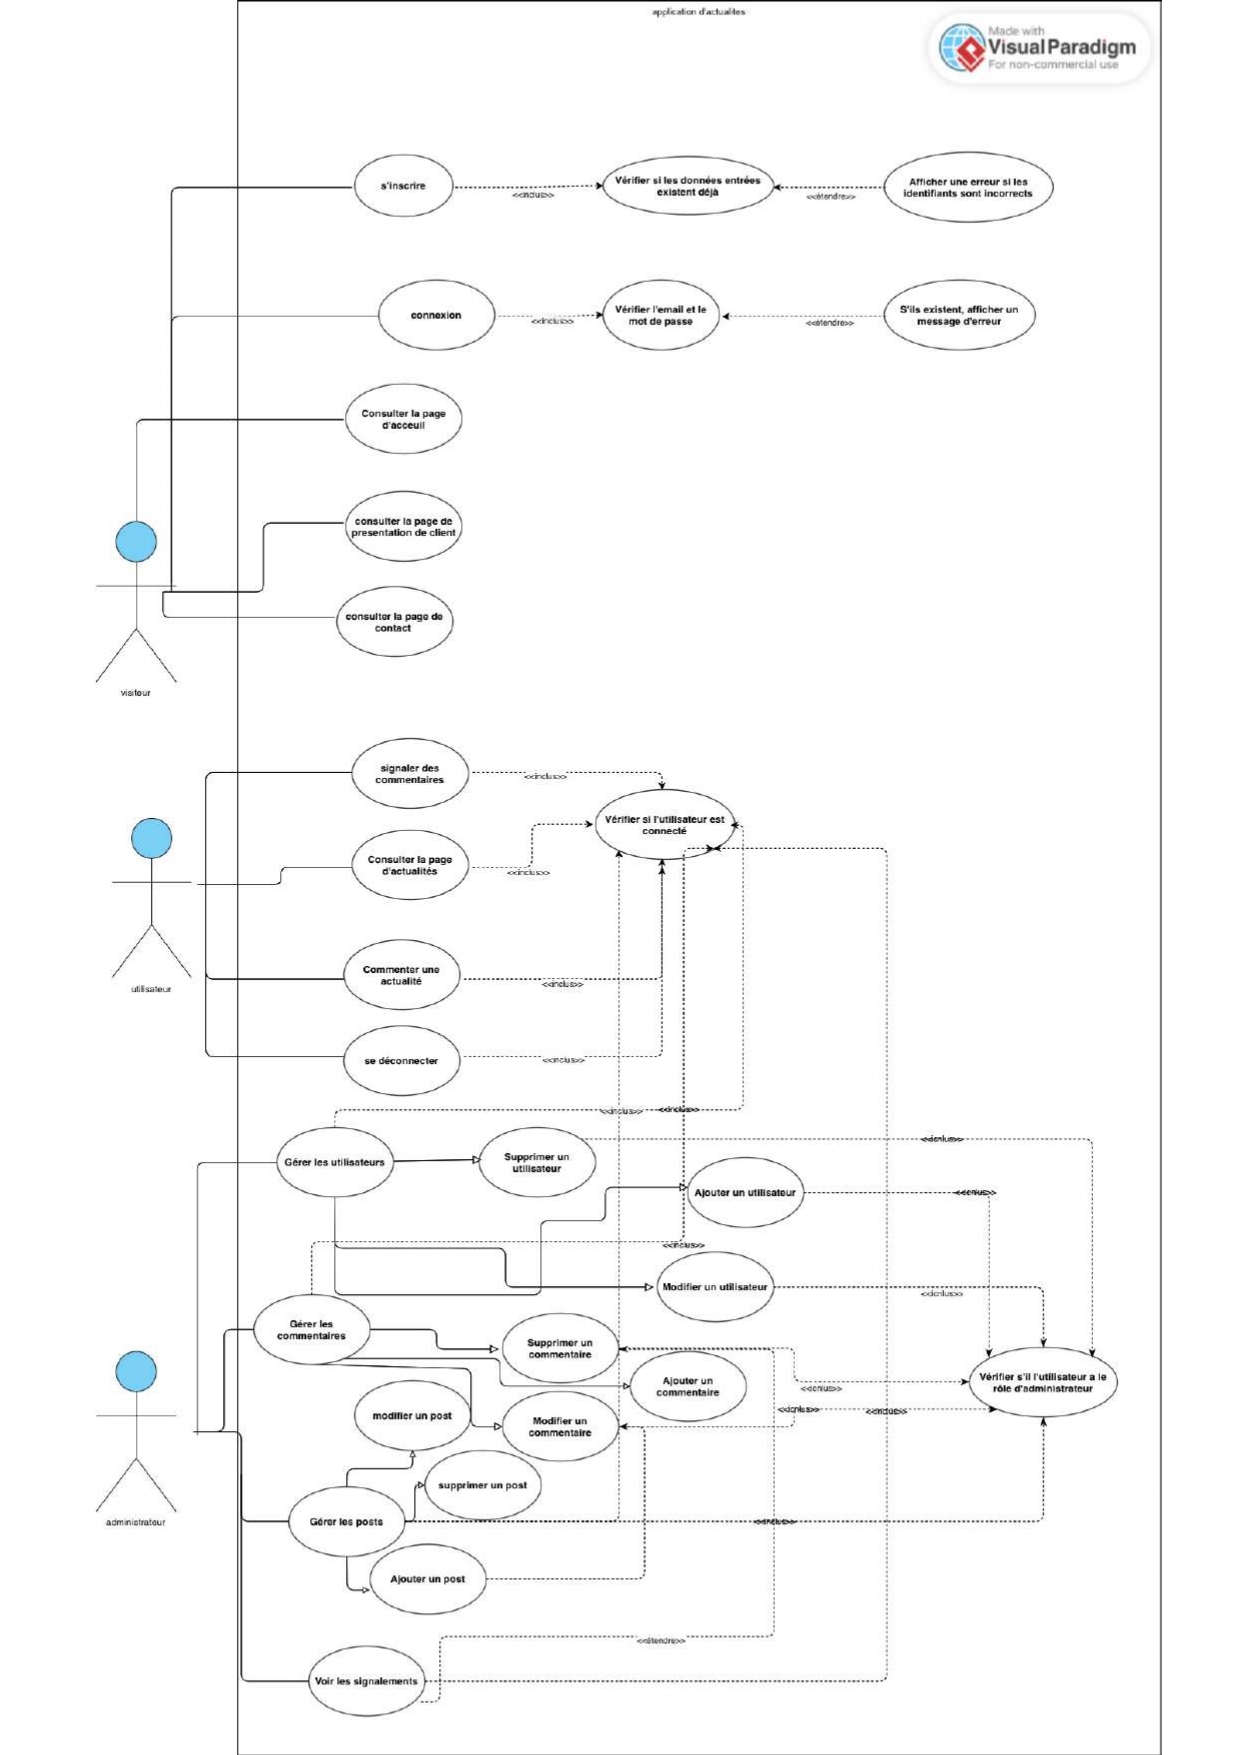 application d'actualites
Made with
Visual Paradigm
For non-commercial use
s'inscrire
<<inclus>>
Vérifier si les données entrées
existent déjà
<<étendre>>
Afficher une erreur si les
identifiants sont incorrects
connexion
<<inclus>>
Vérifier l'email et le
mot de passe
<<étendre>>
S'ils existent, afficher un
message d'erreur
Consulter la page
d'acceuil
consulter la page de
presentation de client
consulter la page de
contact
visiteur
signaler des
commentaires
<<inclus>>
Vérifier si l'utilisateur est
connecté
Consulter la page
d'actualités
<<inclus>>
Commenter une
actualité
<<inclus>>
utilisateur
se déconnecter
<<inclus>>
<<inclus>>
<<inclus>>
Gérer les utilisateurs
Supprimer un
utilisateur
<<icnlus>>
Ajouter un utilisateur
<<icnlus>>
<<inclus>>
Modifier un utilisateur
<<icnlus>>
Gérer les
commentaires
Supprimer un
commentaire
Ajouter un
commentaire
<<icnlus>>
Vérifier s'il l'utilisateur a le
rôle d'administrateur
modifier un post
Modifier un
commentaire
<<icnlus>>
<<inclus>>
supprimer un post
administrateur
Gérer les posts
<<inclus>>
Ajouter un post
<<étendre>>
Voir les signalements